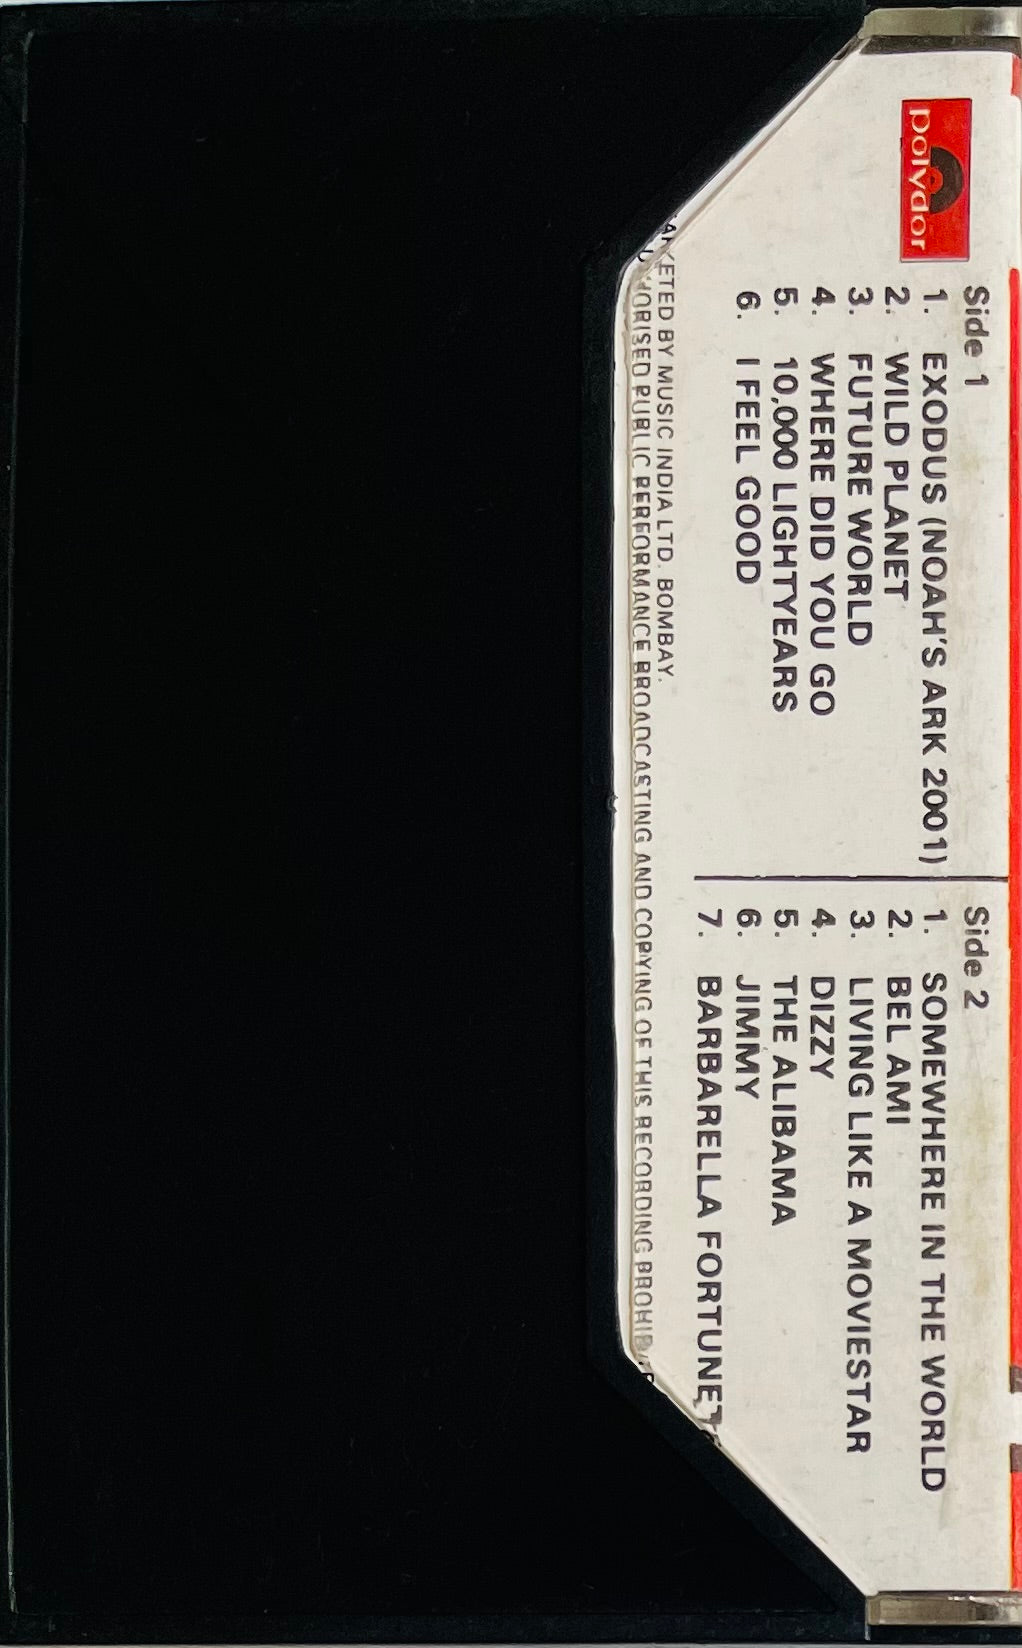 polydor
Side 1
1. EXODUS (NOAH'S ARK 2001)
2. WILD PLANET
3. FUTURE WORLD
4. WHERE DID YOU GO
5. 10,000 LIGHTYEARS
6. I FEEL GOOD
Side 2
1. SOMEWHERE IN THE WORLD
2. BEL AMI
3. LIVING LIKE A MOVIESTAR
4. DIZZY
5. THE ALIBAMA
6. JIMMY
7. BARBARELLA
BY MUSIC INDIA LTD. BOMBAY.
PUBLIC PERFORMANCE BROADCASTING AND COPYING OF THIS RECORDING